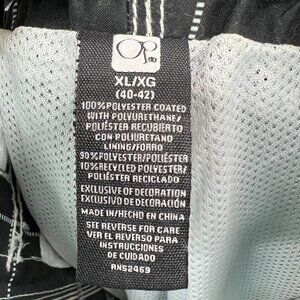 OP
XL/XG
(40-42)
100%POLYESTER COATED
WITH POLYURETHANE/
POLIÉSTER RECUBIERTO
CON POLIURETANO
LINING/FORRO
90%POLYESTER/POLIÉSTER
10%RECYCLED POLYESTER/
POLIÉSTER RECICLADO
EXCLUSIVE OF DECORATION
EXCLUSIVO DE DECORACIÓN
MADE IN/HECHO EN CHINA
SEE REVERSE FOR CARE
VER EL REVERSO PARA
INSTRUCCIONES
DE CUIDADO
RN52469